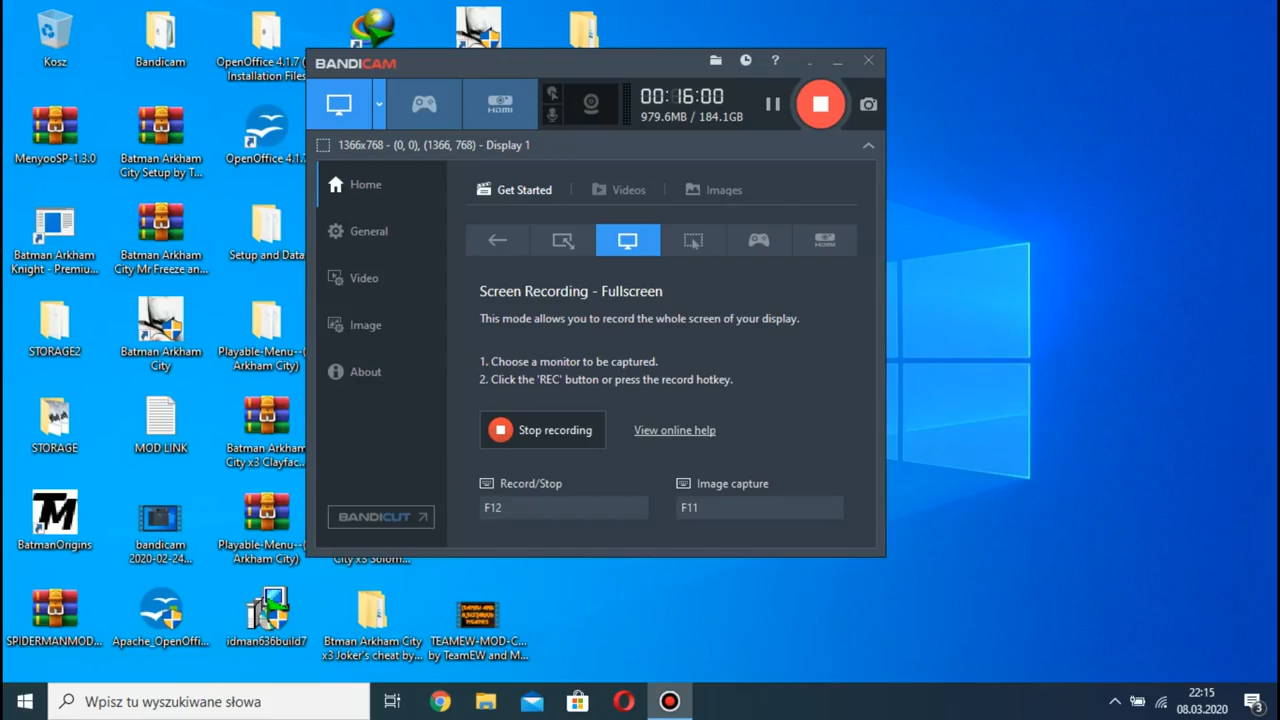 Kosz
Bandicam
OpenOffice 4.1.7
Installation Files
MenyooSP-1.3.0
Batman Arkham
City Setup by T...
OpenOffice 4.1.
Batman Arkham
Knight - Premiu...
Batman Arkham
City Mr Freeze an...
Setup and Data
STORAGE2
Batman Arkham
City
Playable-Menu--(
Arkham City)
STORAGE
MOD LINK
Batman Arkham
City x3 Clayfac...
BatmanOrigins
bandicam
2020-02-24...
Playable-Menu--(
Arkham City)
City x3 Solom...
SPIDERMANMOD...
Apache_OpenOffi...
idman636build7
Btman Arkham City
x3 Joker's cheat by...
TEAMEW-MOD-C...
by TeamEW and M...
BANDICAM
HDMI
00:16:00
979.6MB / 184.1GB
1366x768 - (0, 0), (1366, 768) - Display 1
Home
General
Video
Image
About
BANDICUT
Get Started
Videos
Images
HDMI
Screen Recording - Fullscreen
This mode allows you to record the whole screen of your display.
1. Choose a monitor to be captured.
2. Click the 'REC' button or press the record hotkey.
Stop recording
View online help
Record/Stop
Image capture
F12
F11
Wpisz tu wyszukiwane słowa
22:15
08.03.2020
3